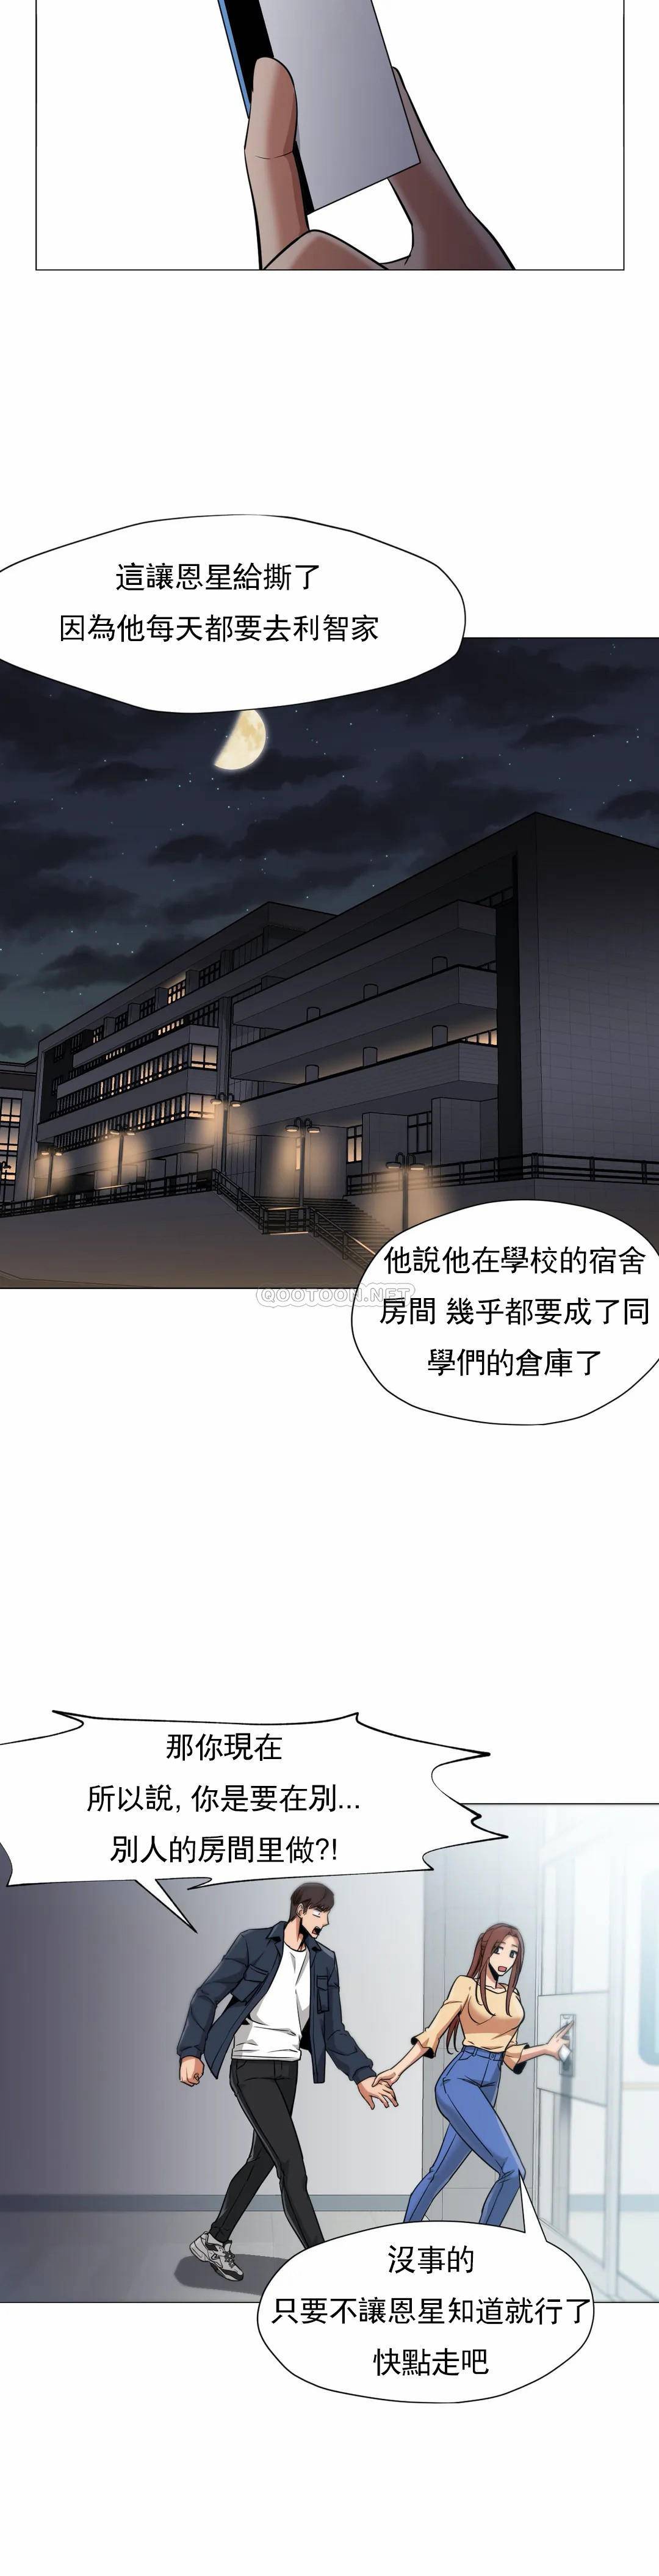 這讓恩星給撕了
因為他每天都要去利智家
他說他在學校的宿舍
QOOTOON.NET
房間 幾乎都要成了同
學們的倉庫了
那你現在
所以說, 你是要在別...
別人的房間里做?!
沒事的
只要不讓恩星知道就行了
快點走吧